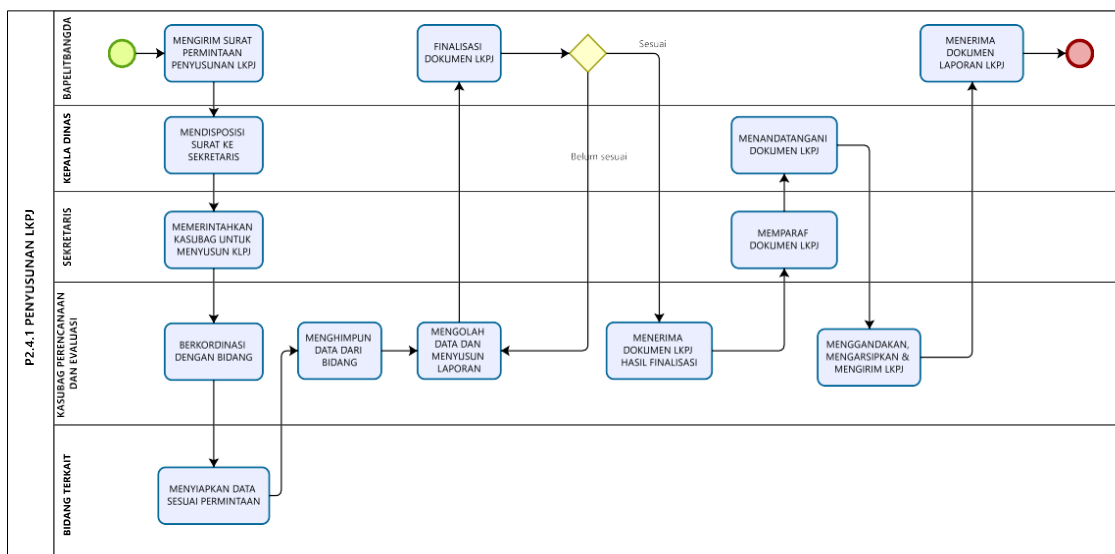 P2.4.1 PENYUSUNAN LKPJ
BAPELITBANGDA
MENGIRIM SURAT
PERMINTAAN
PENYUSUNAN LKPJ
FINALISASI
DOKUMEN LKPJ
Sesuai
Belum sesuai
MENERIMA
DOKUMEN
LAPORAN LKPJ
KEPALA DINAS
MENDISPOSISI
SURAT KE
SEKRETARIS
MENANDATANGANI
DOKUMEN LKPJ
SEKRETARIS
MEMERINTAHKAN
KASUBAG UNTUK
MENYUSUN KLPJ
MEMPARAF
DOKUMEN LKPJ
KASUBAG PERENCANAAN
DAN EVALUASI
BERKORDINASI
DENGAN BIDANG
MENGHIMPUN
DATA DARI
BIDANG
MENGOLAH
DATA DAN
MENYUSUN
LAPORAN
MENERIMA
DOKUMEN LKPJ
HASIL FINALISASI
MENGGANDAKAN,
MENGARSIPKAN &
MENGIRIM LKPJ
BIDANG TERKAIT
MENYIAPKAN DATA
SESUAI PERMINTAAN